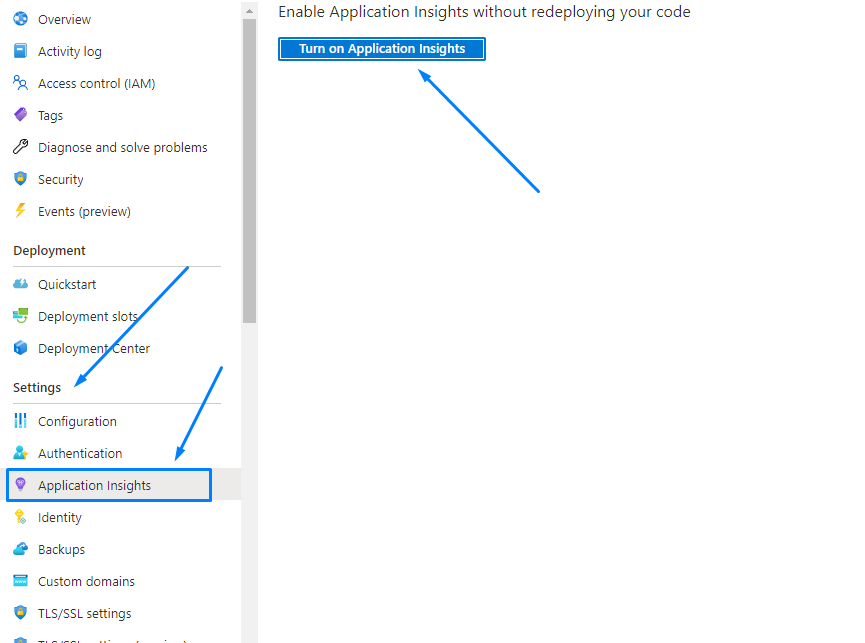 Overview
Activity log
Access control (IAM)
Tags
Diagnose and solve problems
Security
Events (preview)
Deployment
Quickstart
Deployment slots
Deployment Center
Settings
Configuration
Authentication
Application Insights
Identity
Backups
Custom domains
TLS/SSL settings
Enable Application Insights without redeploying your code
Turn on Application Insights